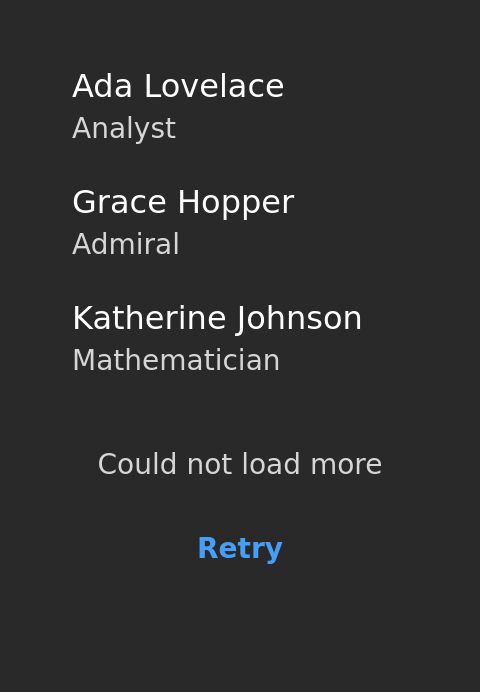 Ada Lovelace
Analyst
Grace Hopper
Admiral
Katherine Johnson
Mathematician
Could not load more
Retry